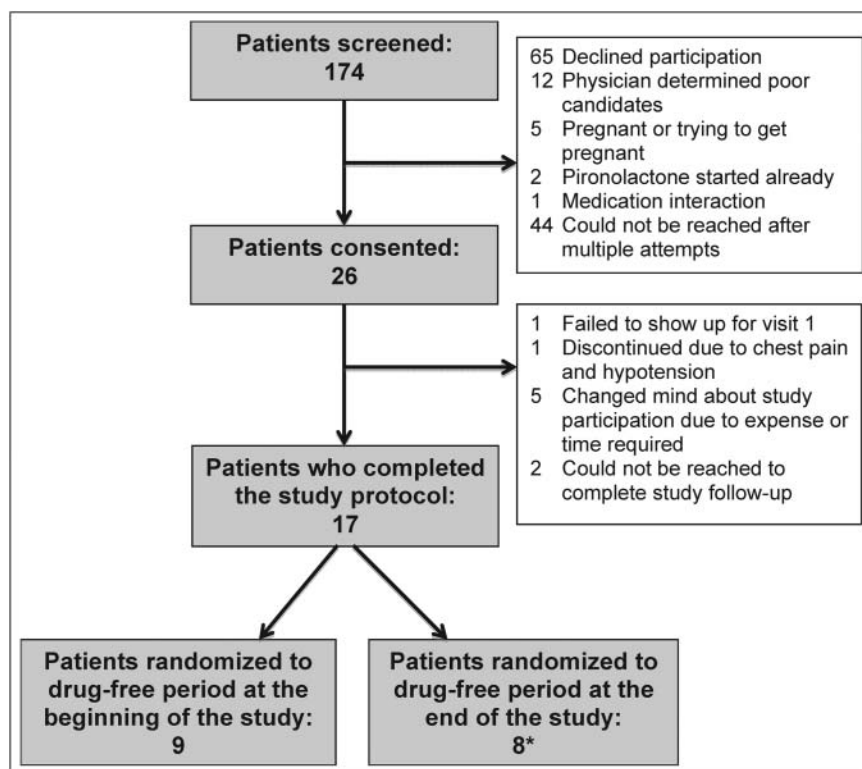 Patients screened:
174
65 Declined participation
12 Physician determined poor
candidates
5 Pregnant or trying to get
pregnant
2 Pironolactone started already
1 Medication interaction
44 Could not be reached after
multiple attempts
Patients consented:
26
1 Failed to show up for visit 1
1 Discontinued due to chest pain
and hypotension
5 Changed mind about study
participation due to expense or
time required
2 Could not be reached to
complete study follow-up
Patients who completed
the study protocol:
17
Patients randomized to
drug-free period at the
beginning of the study:
9
Patients randomized to
drug-free period at the
end of the study:
8*